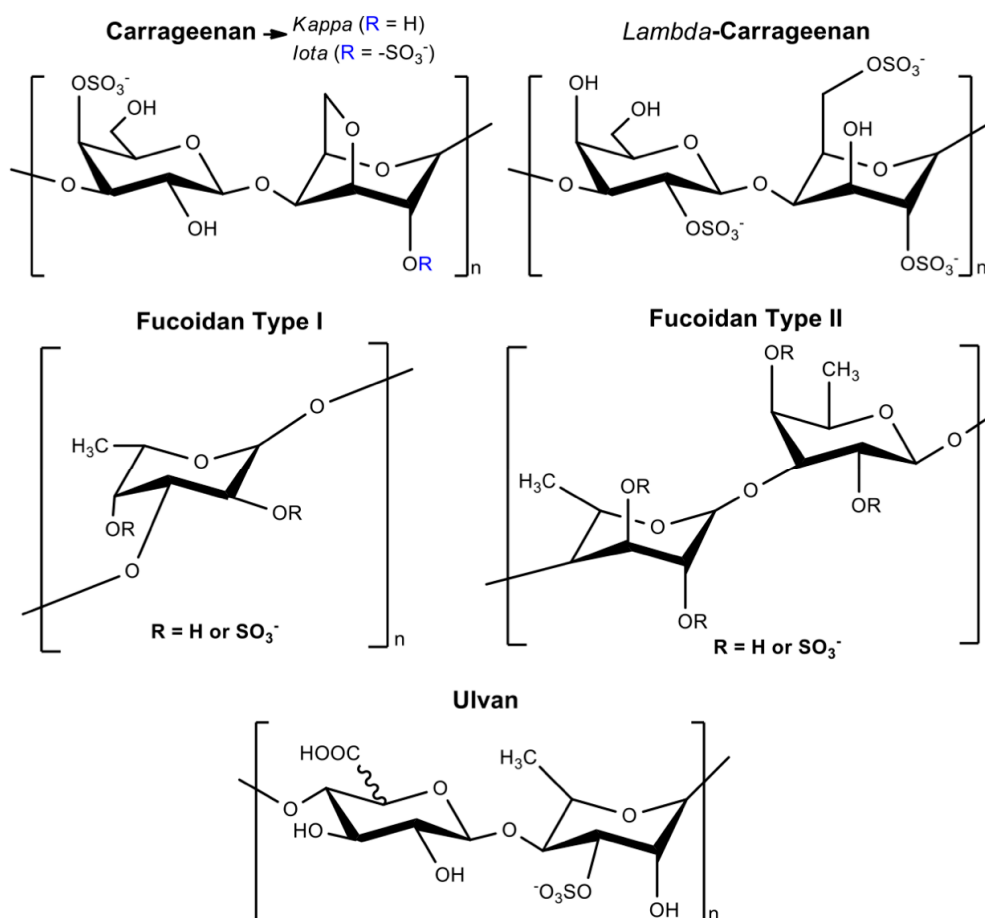 Carrageenan Kappa (R = H)
Iota (R = -SO₃⁻)
OSO₃⁻
OH
O
O
O
OH
O
O
OR
n
Lambda-Carrageenan
OSO₃⁻
OH
OH
OH
O
O
O
O
OSO₃⁻
OSO₃⁻
n
Fucoidan Type I
O
H₃C
O
OR
OR
O
R = H or SO₃⁻
n
Fucoidan Type II
OR
CH₃
O
O
H₃C
OR
O
OR
O
OR
R = H or SO₃⁻
Ulvan
HOOC
H₃C
O
O
O
O
HO
OH
⁻O₃SO
OH
n